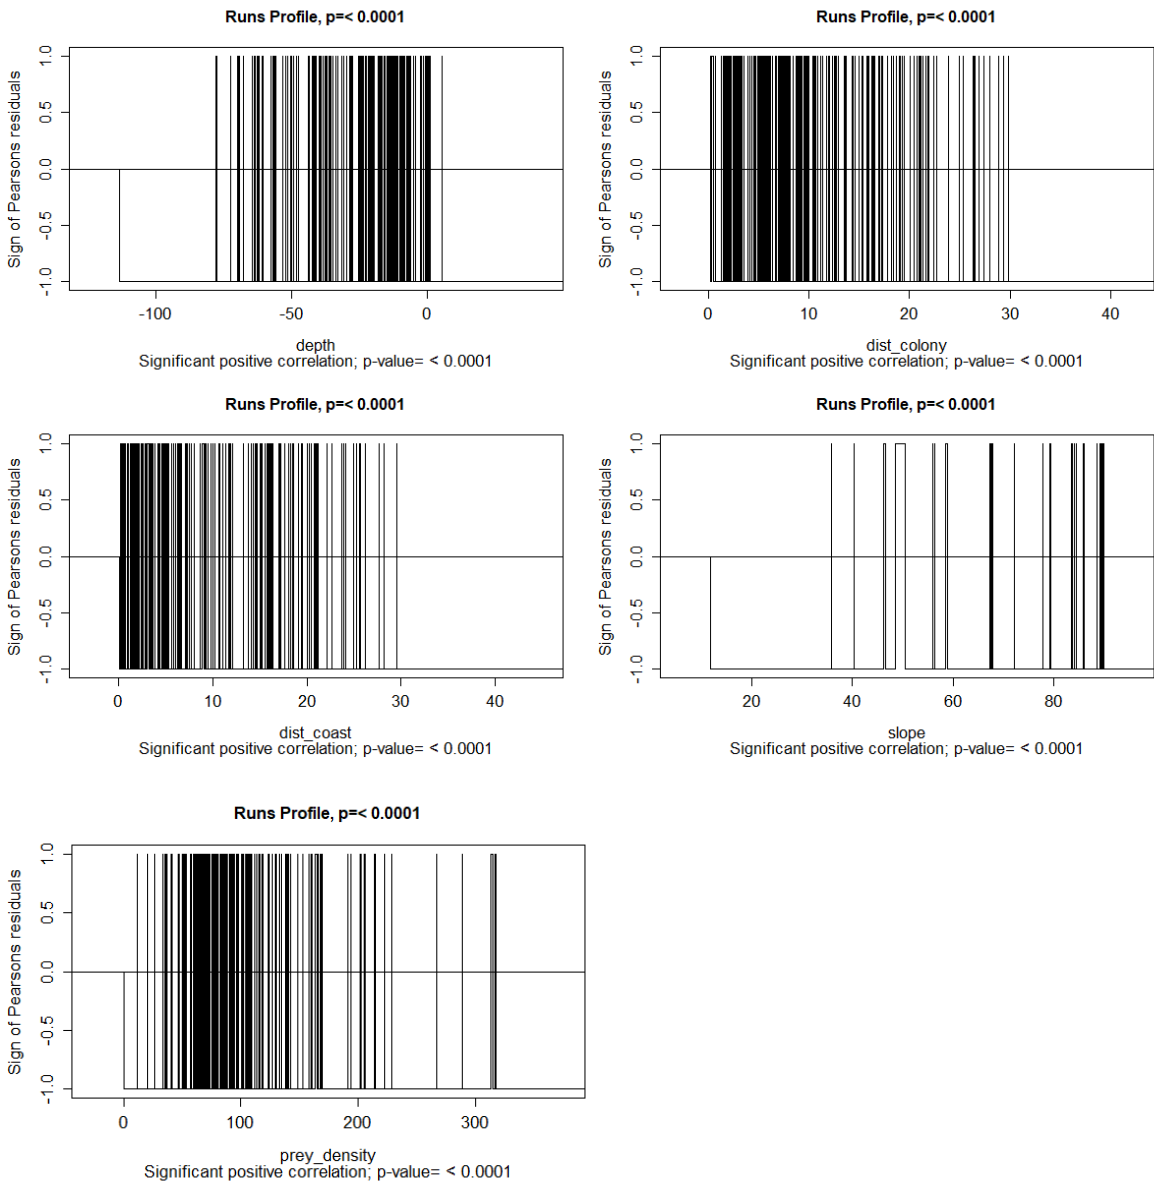 Runs Profile, p=< 0.0001
Sign of Pearsons residuals
1.0
0.5
0.0
-0.5
-1.0
-100 -50 0
depth
Significant positive correlation; p-value= < 0.0001
Runs Profile, p=< 0.0001
Sign of Pearsons residuals
1.0
0.5
0.0
-0.5
-1.0
0 10 20 30 40
dist_colony
Significant positive correlation; p-value= < 0.0001
Runs Profile, p=< 0.0001
Sign of Pearsons residuals
1.0
0.5
0.0
-0.5
-1.0
0 10 20 30 40
dist_coast
Significant positive correlation; p-value= < 0.0001
Runs Profile, p=< 0.0001
Sign of Pearsons residuals
1.0
0.5
0.0
-0.5
-1.0
20 40 60 80
slope
Significant positive correlation; p-value= < 0.0001
Runs Profile, p=< 0.0001
Sign of Pearsons residuals
1.0
0.5
0.0
-0.5
-1.0
0 100 200 300
prey_density
Significant positive correlation; p-value= < 0.0001